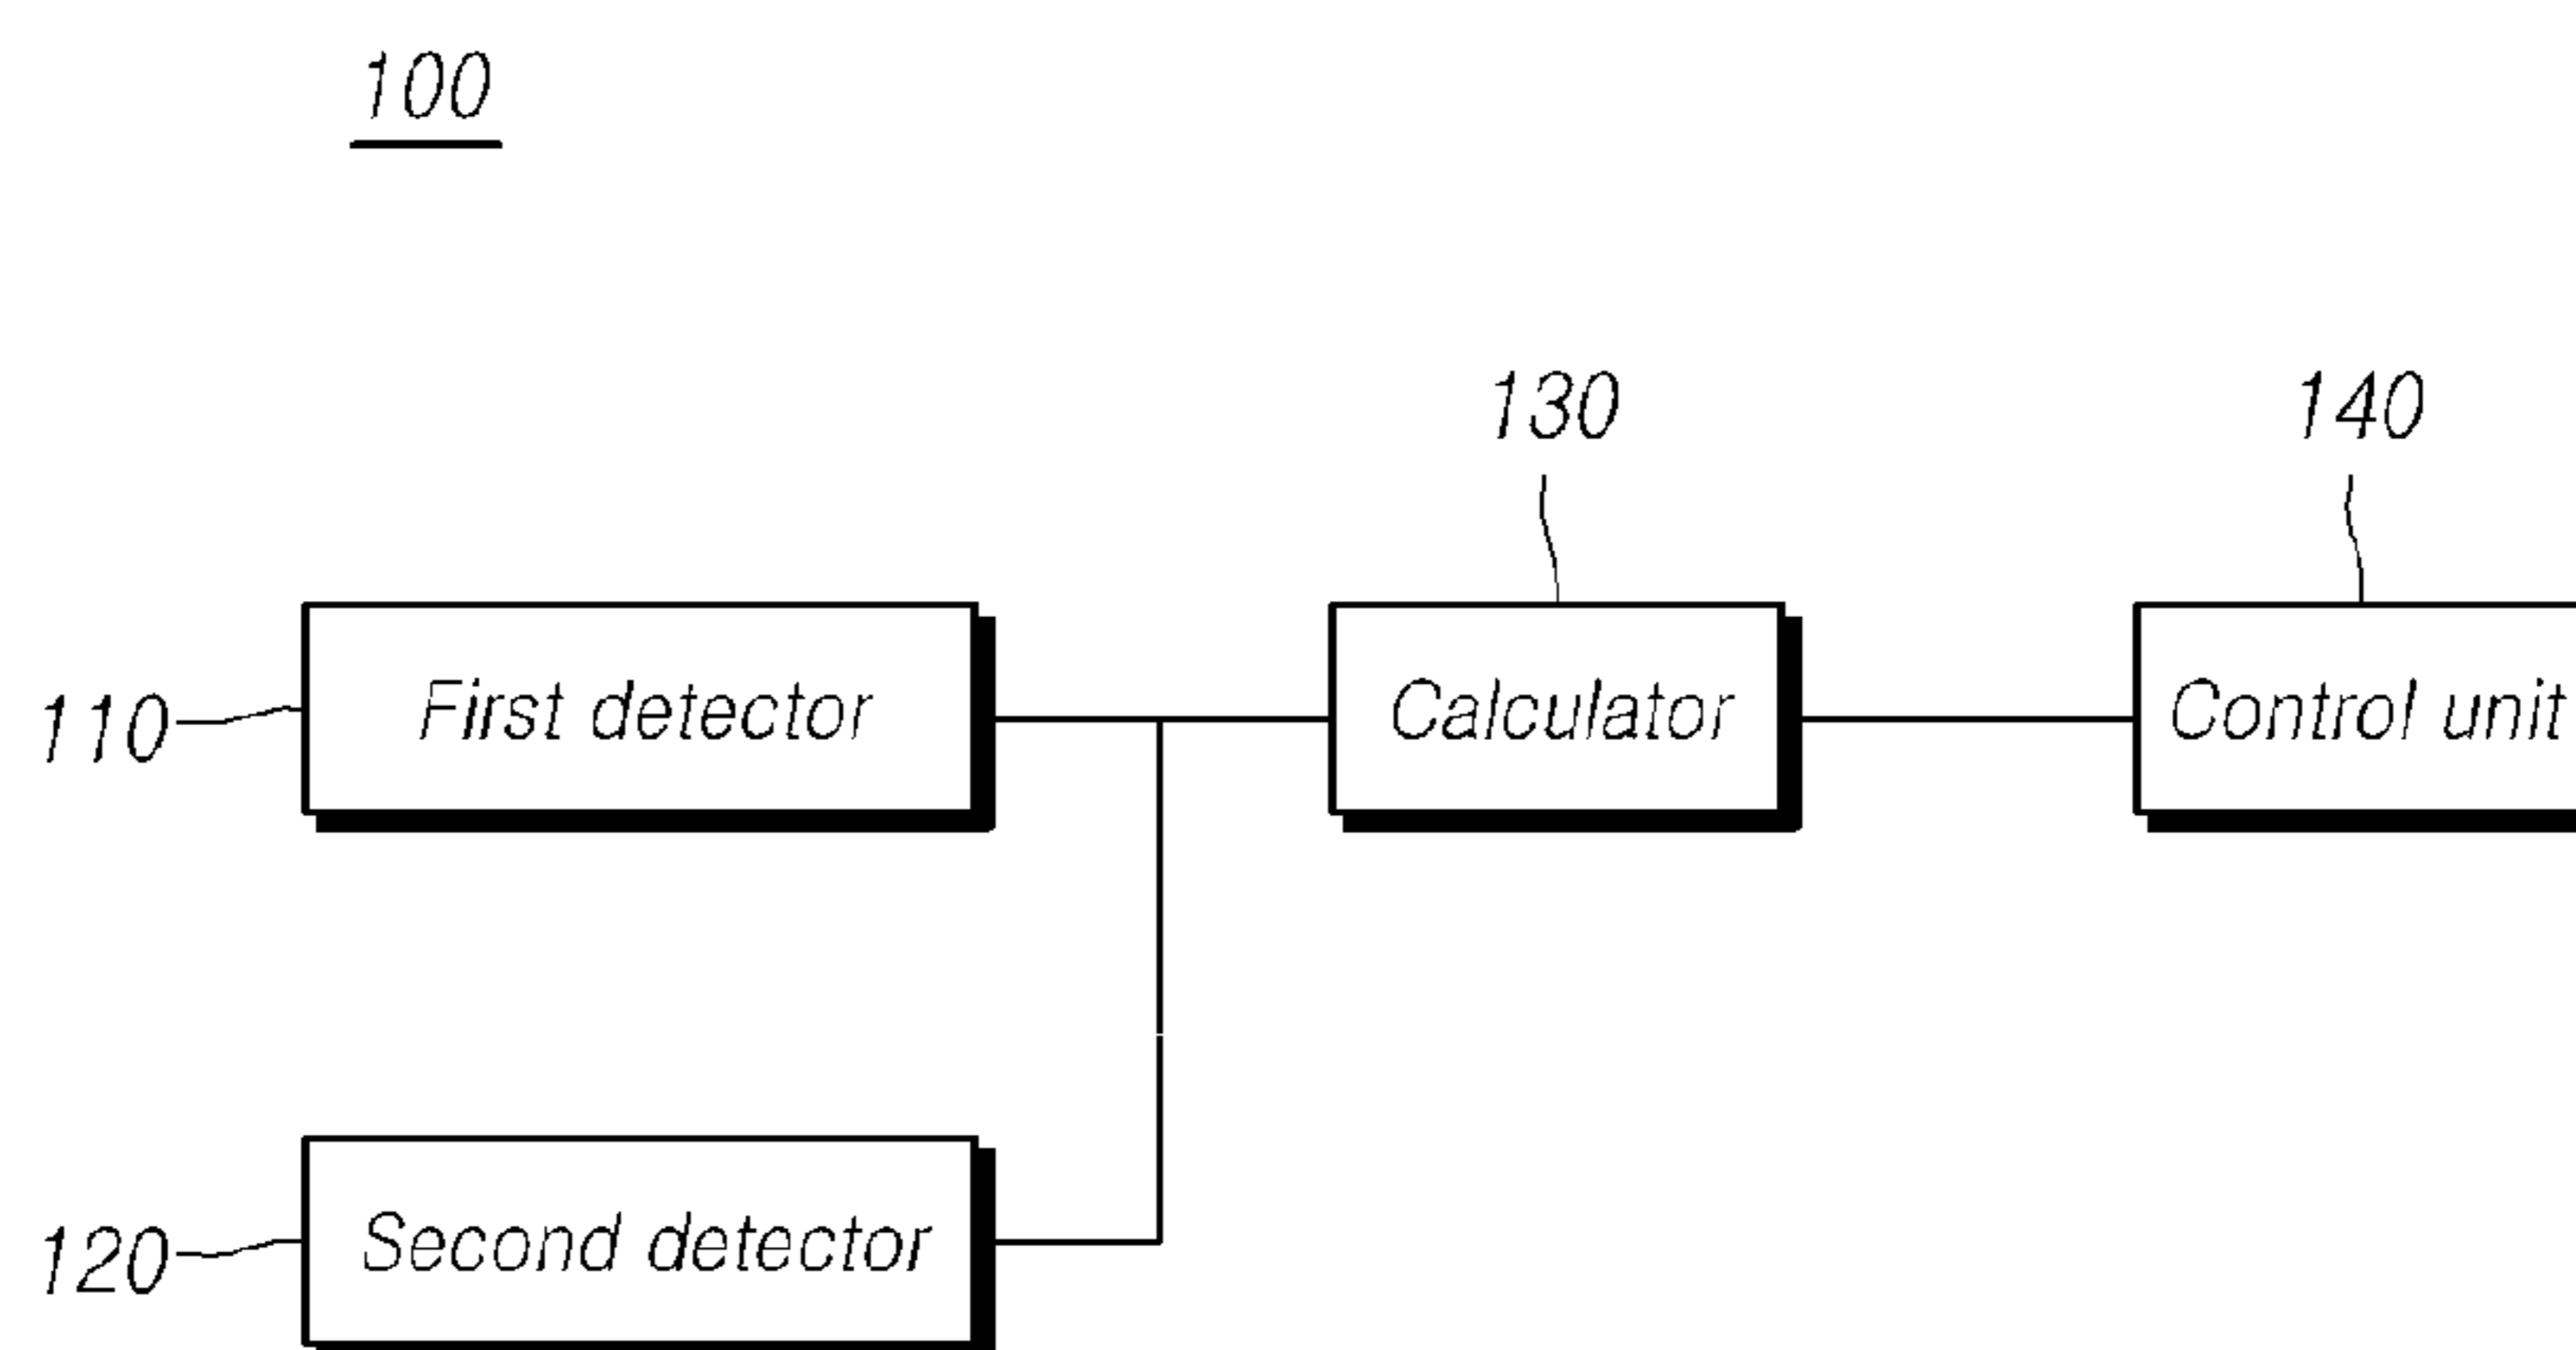 100
130
140
110
First detector
Calculator
Control unit
120
Second detector